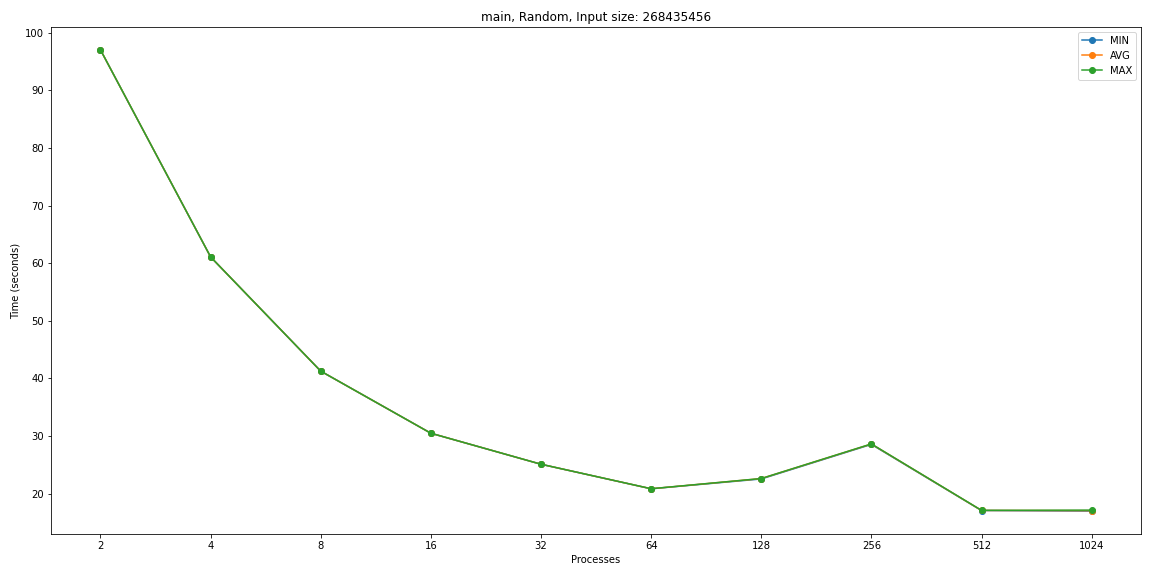 main, Random, Input size: 268435456
MIN
AVG
MAX
100
90
80
70
60
50
40
30
20
Time (seconds)
2 4 8 16 32 64 128 256 512 1024
Processes